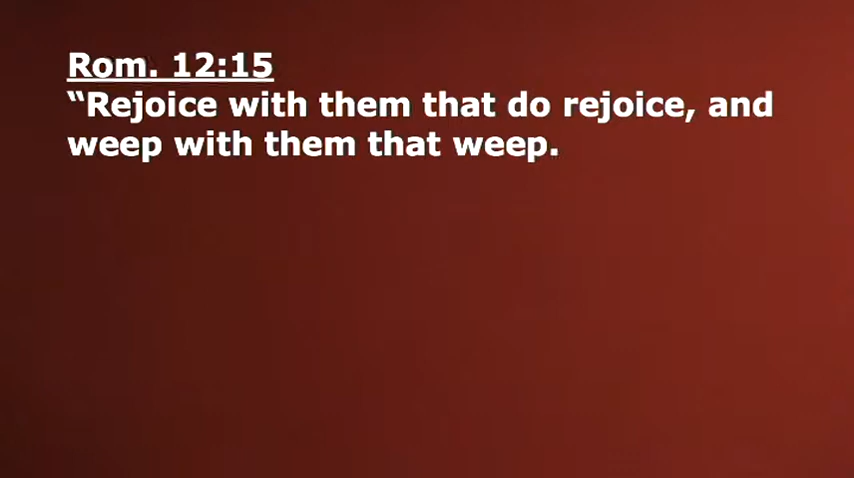 Rom. 12:15
“Rejoice with them that do rejoice, and
weep with them that weep.